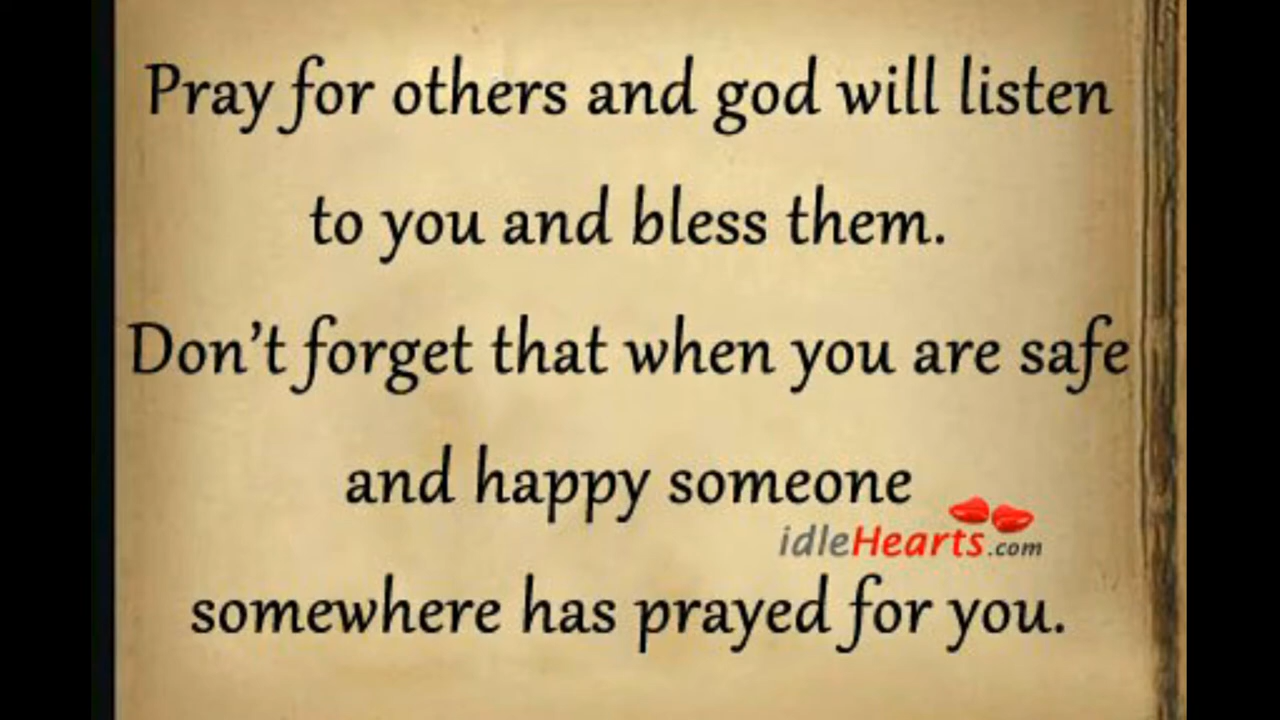 Pray for others and god will listen
to you and bless them.
Don't forget that when you are safe
and happy someone
idleHearts.com
somewhere has prayed for you.